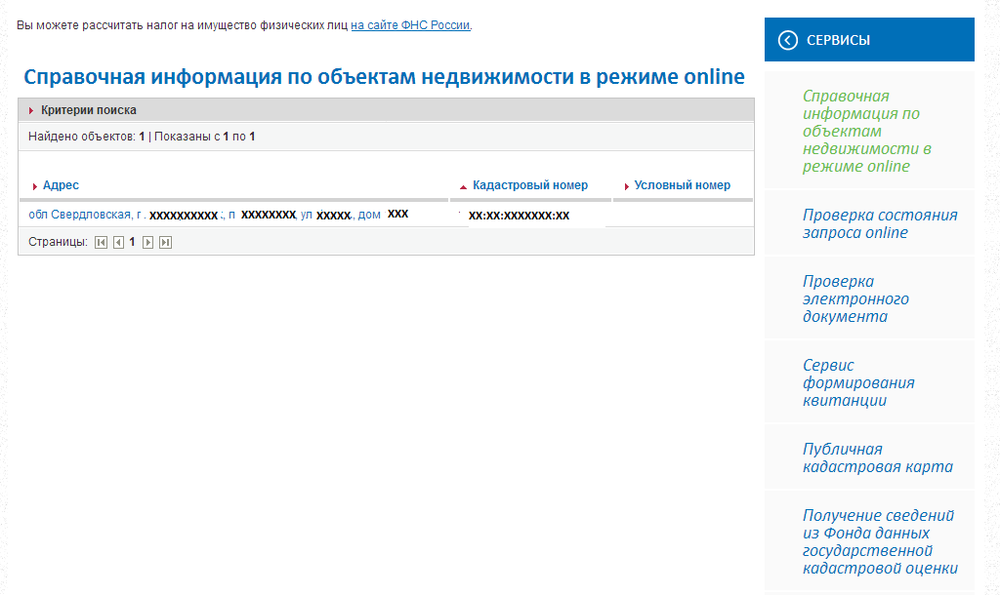 Вы можете рассчитать налог на имущество физических лиц на сайте ФНС России.
Справочная информация по объектам недвижимости в режиме online
Критерии поиска
Найдено объектов: 1 | Показаны с 1 по 1
Адрес Кадастровый номер Условный номер
обл Свердловская, г. XXXXXXXXXX, п XXXXXXXX, ул XXXXX, дом XXX XX:XX:XXXXXXX:XX
Страницы: 1
СЕРВИСЫ
Справочная
информация по
объектам
недвижимости в
режиме online
Проверка состояния
запроса online
Проверка
электронного
документа
Сервис
формирования
квитанции
Публичная
кадастровая карта
Получение сведений
из Фонда данных
государственной
кадастровой оценки